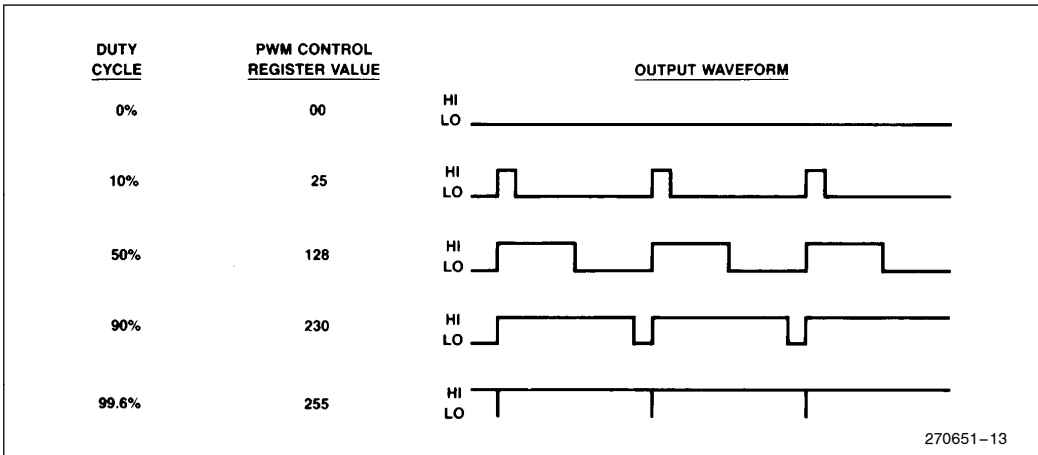 DUTY CYCLE
PWM CONTROL REGISTER VALUE
OUTPUT WAVEFORM
0% 00 HI LO
10% 25 HI LO
50% 128 HI LO
90% 230 HI LO
99.6% 255 HI LO
270651–13